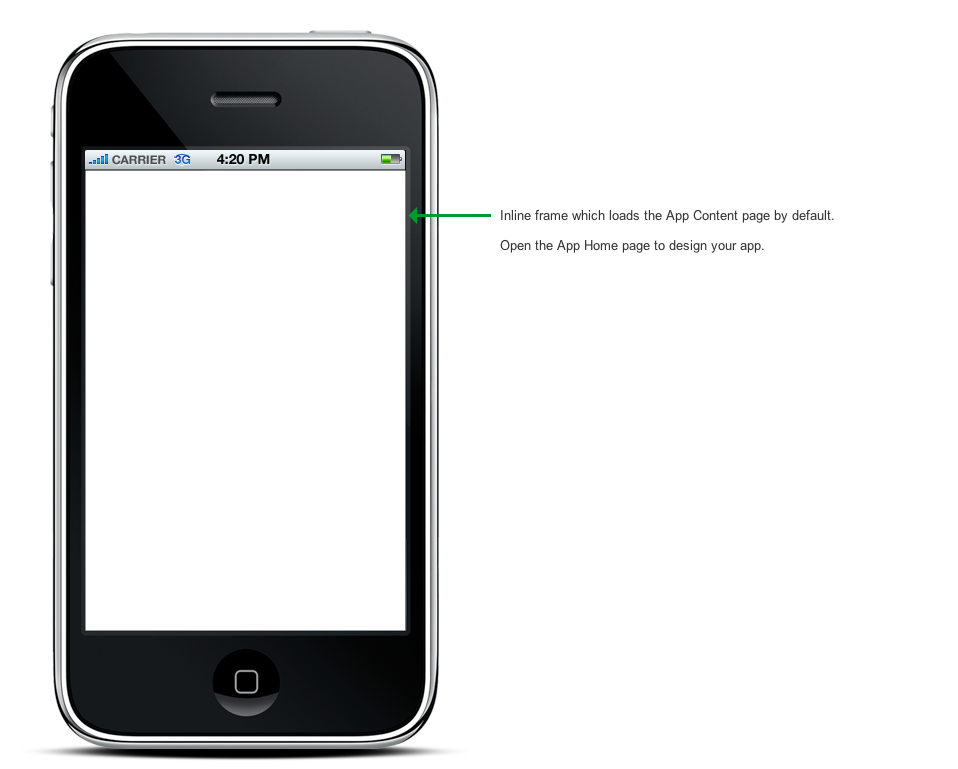 CARRIER 3G 4:20 PM
Inline frame which loads the App Content page by default.
Open the App Home page to design your app.